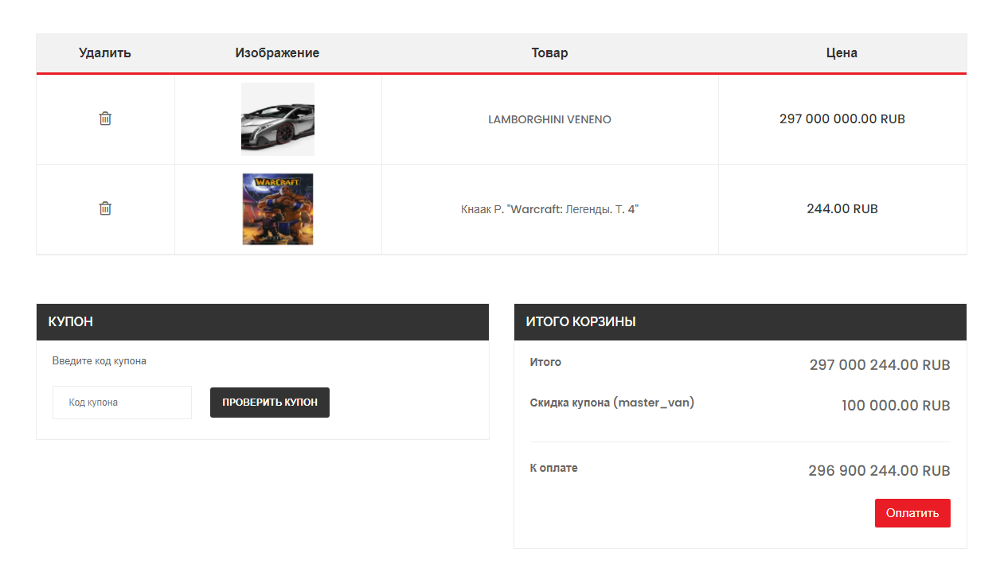 Удалить Изображение Товар Цена
LAMBORGHINI VENENO 297 000 000.00 RUB
WARCRAFT
Кнаак Р. "Warcraft: Легенды. Т. 4" 244.00 RUB
КУПОН
Введите код купона
Код купона ПРОВЕРИТЬ КУПОН
ИТОГО КОРЗИНЫ
Итого 297 000 244.00 RUB
Скидка купона (master_van) 100 000.00 RUB
К оплате 296 900 244.00 RUB
Оплатить